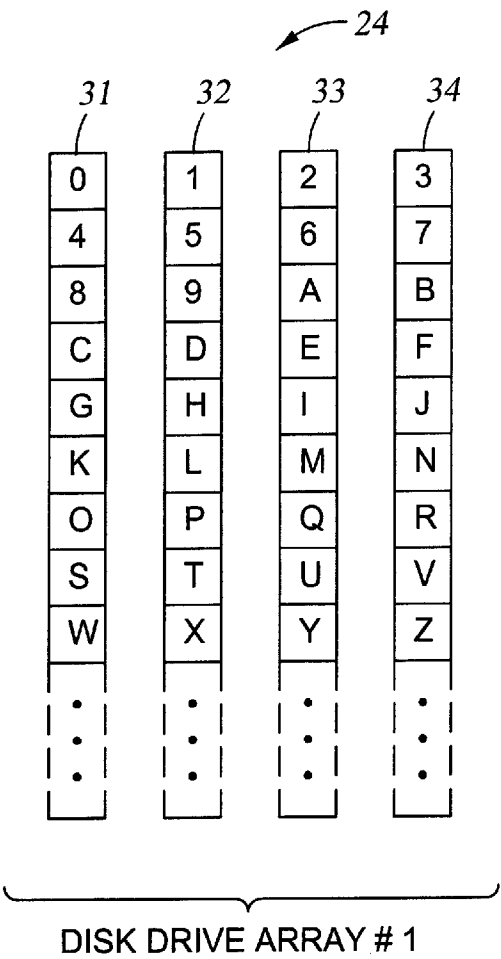 24
31 32 33 34
0 1 2 3
4 5 6 7
8 9 A B
C D E F
G H I J
K L M N
O P Q R
S T U V
W X Y Z
DISK DRIVE ARRAY # 1